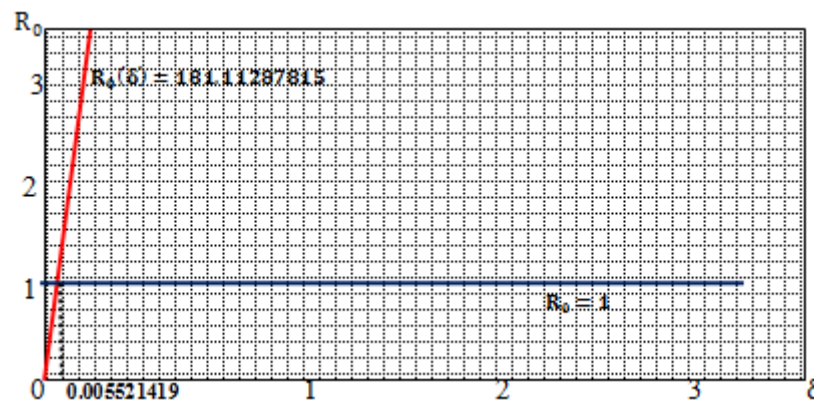 R₀
3
R₀(δ) = 181.11287815
2
1
R₀ = 1
0 0.005521419 1 2 3 δ